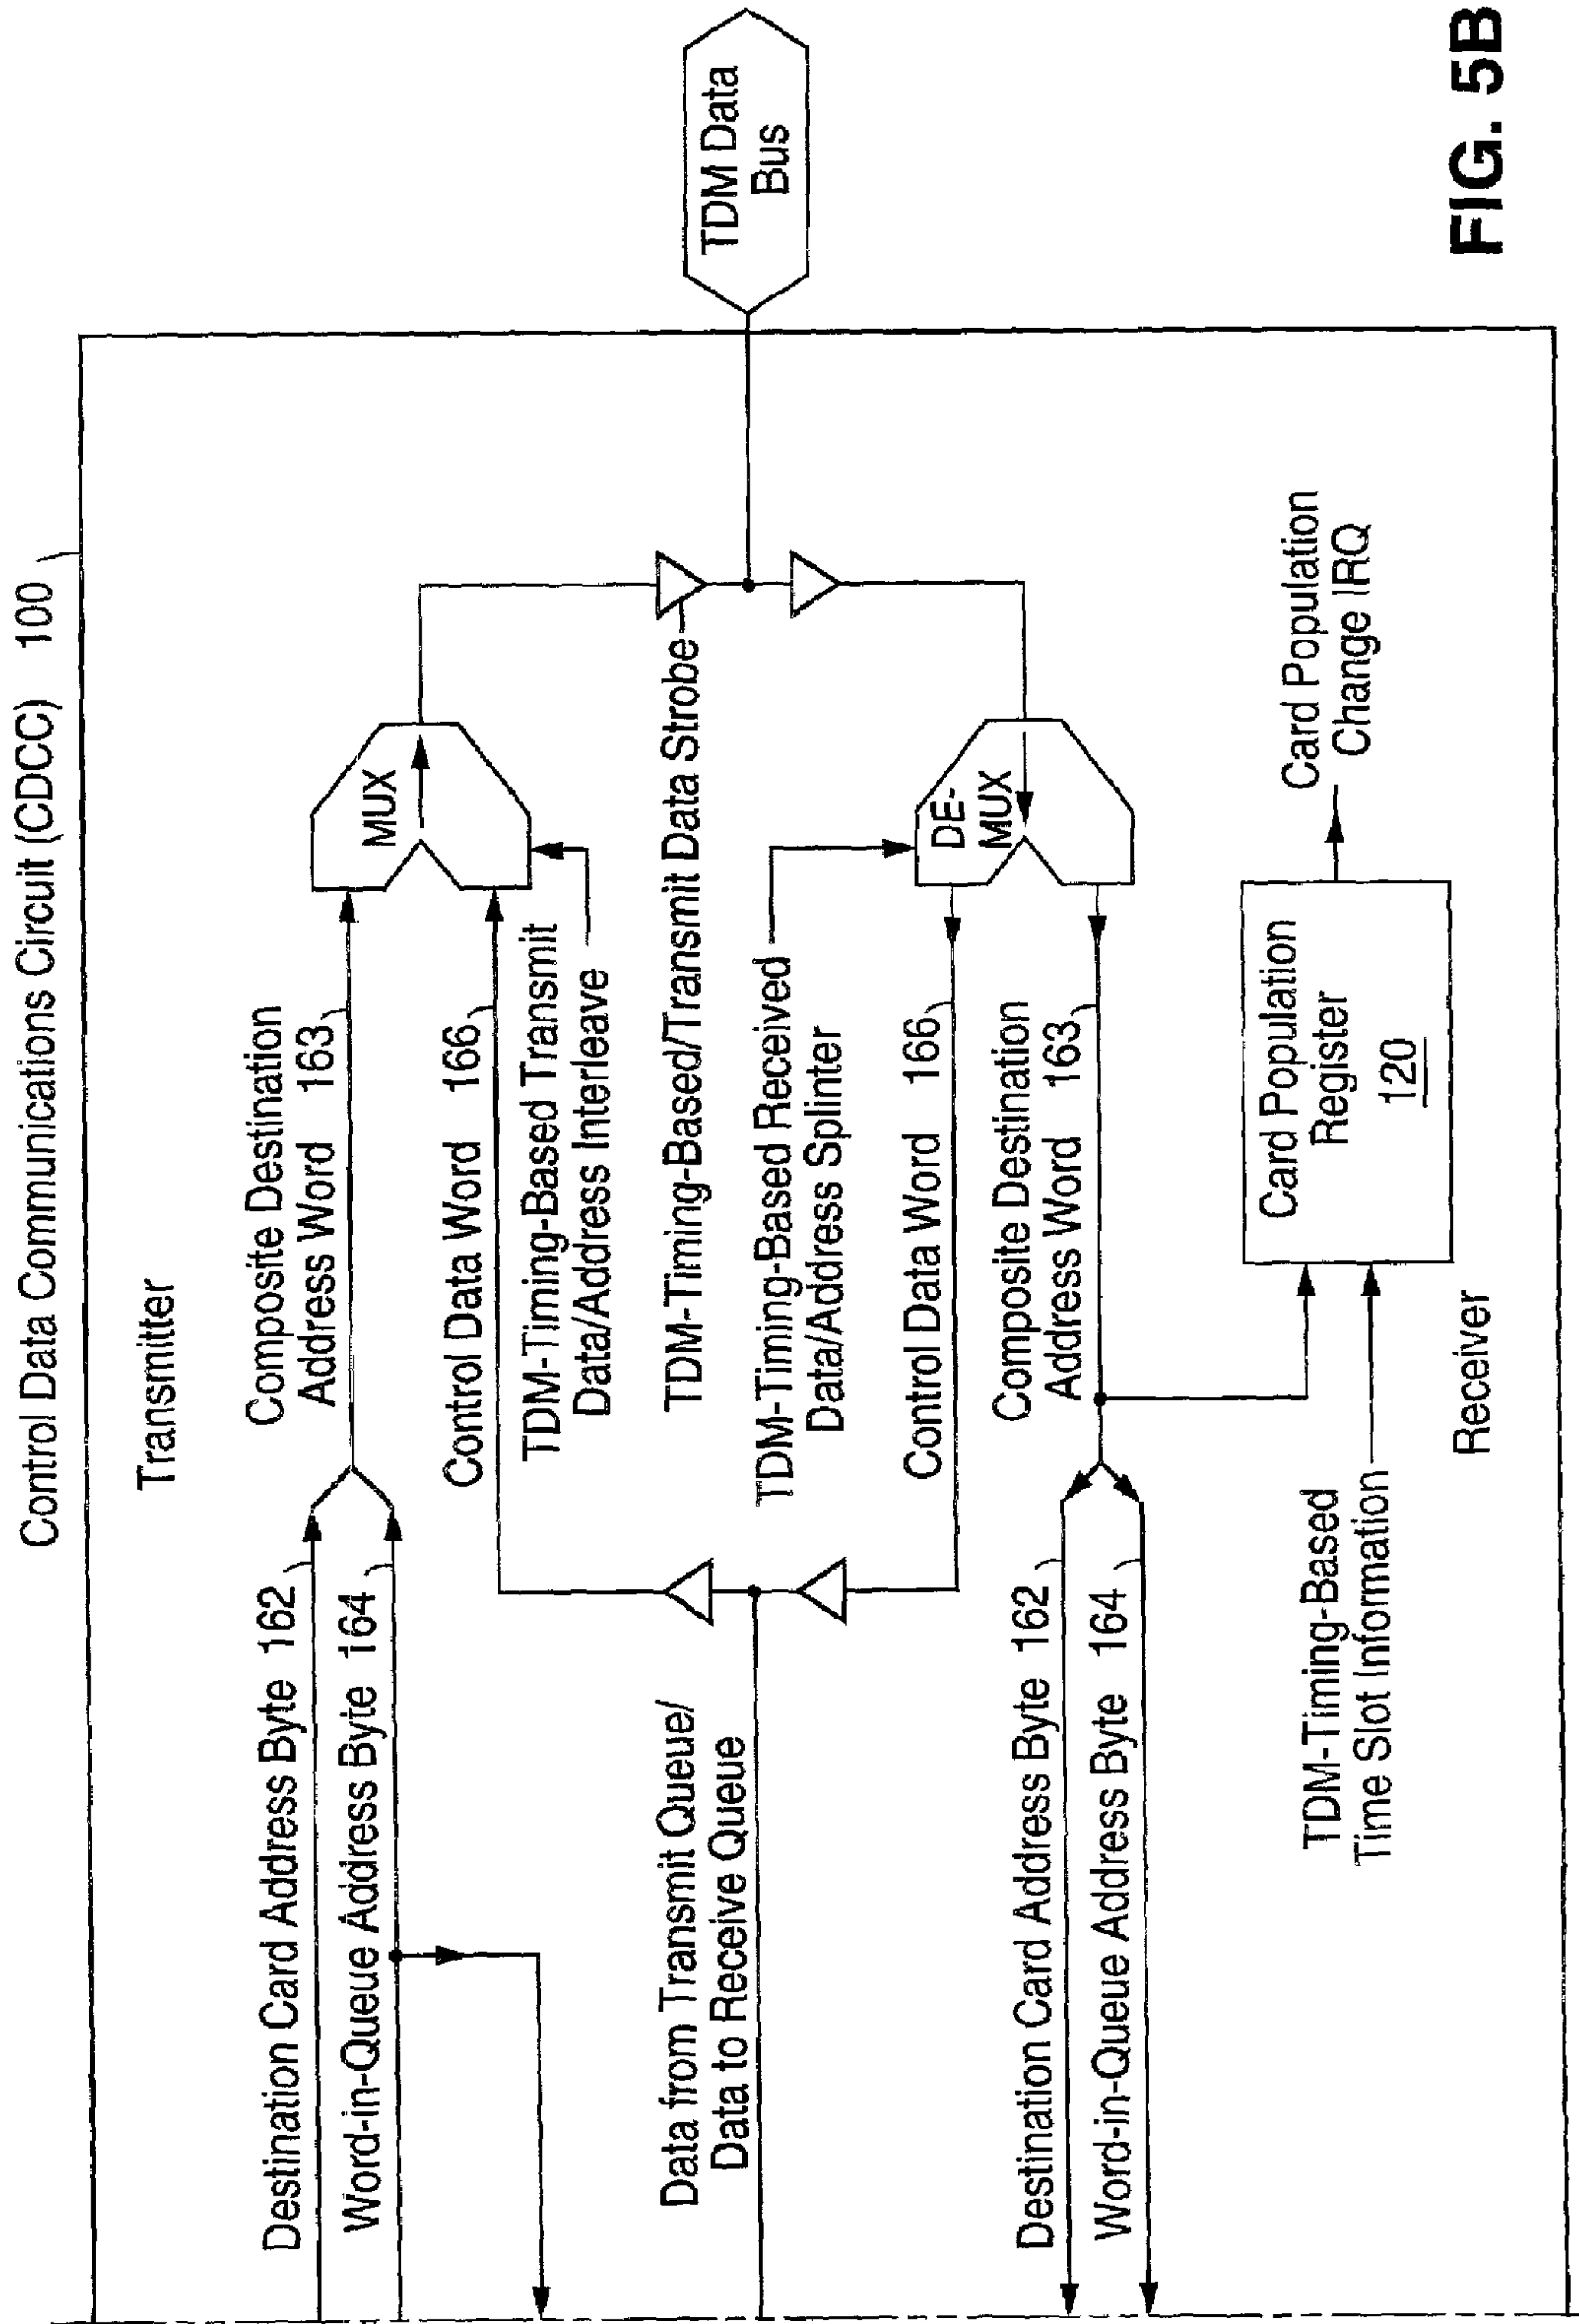 Control Data Communications Circuit (CDCC) 100
Transmitter
Destination Card Address Byte 162
Word-in-Queue Address Byte 164
Composite Destination
Address Word 163
Control Data Word 166
MUX
TDM-Timing-Based Transmit
Data/Address Interleave
TDM-Timing-Based/Transmit Data Strobe
Data from Transmit Queue/
Data to Receive Queue
TDM Data
Bus
TDM-Timing-Based Received
Data/Address Splinter
DE-
MUX
Control Data Word 166
Composite Destination
Address Word 163
Destination Card Address Byte 162
Word-in-Queue Address Byte 164
Card Population
Register
120
Card Population
Change IRQ
TDM-Timing-Based
Time Slot Information
Receiver
FIG. 5B